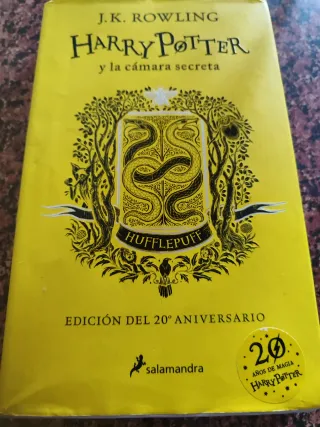 J.K. ROWLING
HARRY POTTER
y la cámara secreta
HUFFLEPUFF
EDICIÓN DEL 20º ANIVERSARIO
salamandra
20
AÑOS DE MAGIA
HARRY POTTER